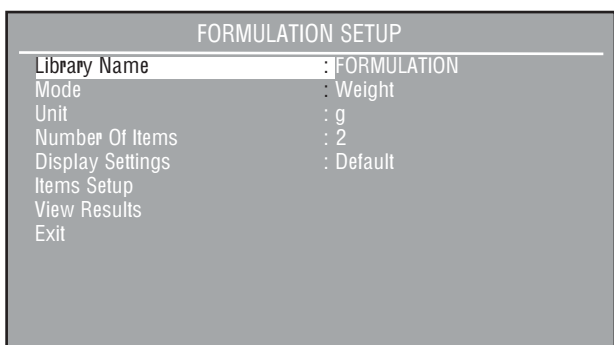 FORMULATION SETUP
Library Name : FORMULATION
Mode : Weight
Unit : g
Number Of Items : 2
Display Settings : Default
Items Setup
View Results
Exit